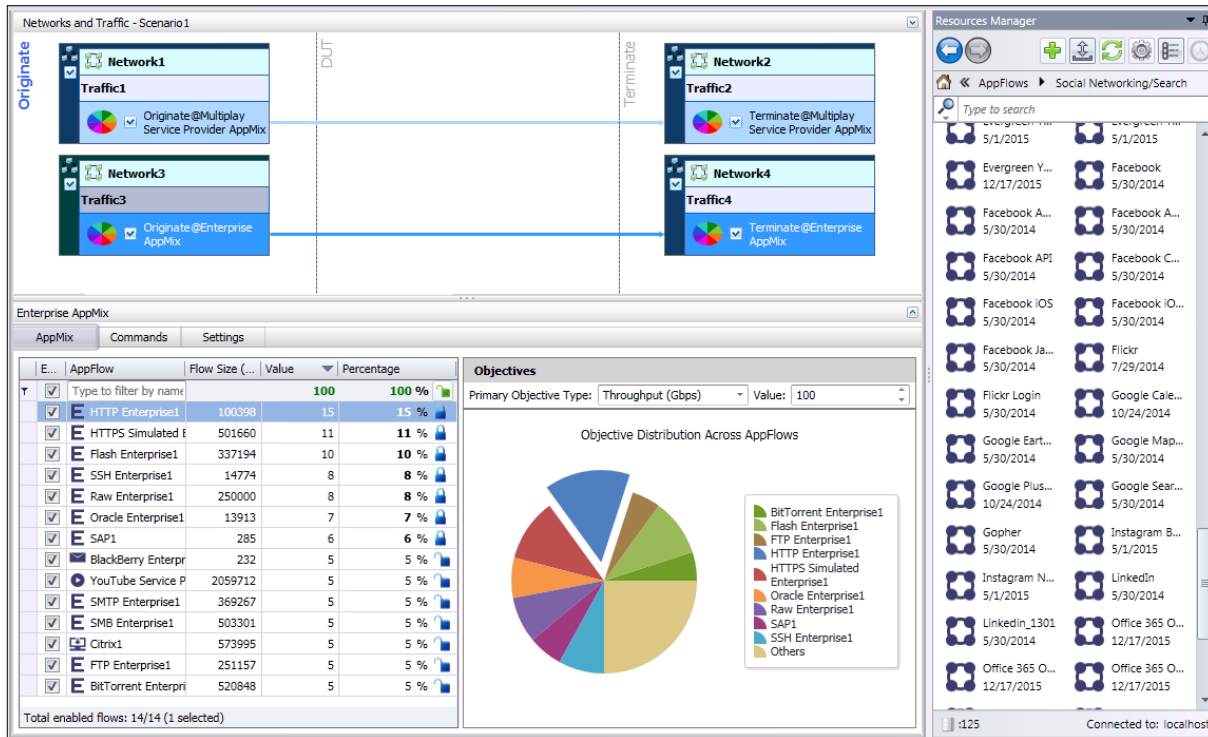 Networks and Traffic - Scenario1
Originate
DUT
Terminate
Network1
Traffic1
Originate@Multiplay
Service Provider AppMix
Network2
Traffic2
Terminate@Multiplay
Service Provider AppMix
Network3
Traffic3
Originate@Enterprise
AppMix
Network4
Traffic4
Terminate@Enterprise
AppMix
Enterprise AppMix
AppMix Commands Settings
E... AppFlow Flow Size (... Value Percentage
Type to filter by name 100 100 %
HTTP Enterprise1 100398 15 15 %
HTTPS Simulated E 501660 11 11 %
Flash Enterprise1 337194 10 10 %
SSH Enterprise1 14774 8 8 %
Raw Enterprise1 250000 8 8 %
Oracle Enterprise1 13913 7 7 %
SAP1 285 6 6 %
BlackBerry Enterpr 232 5 5 %
YouTube Service P 2059712 5 5 %
SMTP Enterprise1 369267 5 5 %
SMB Enterprise1 503301 5 5 %
Citrix1 573995 5 5 %
FTP Enterprise1 251157 5 5 %
BitTorrent Enterpri 520848 5 5 %
Total enabled flows: 14/14 (1 selected)
Objectives
Primary Objective Type: Throughput (Gbps) Value: 100
Objective Distribution Across AppFlows
BitTorrent Enterprise1
Flash Enterprise1
FTP Enterprise1
HTTP Enterprise1
HTTPS Simulated
Enterprise1
Oracle Enterprise1
Raw Enterprise1
SAP1
SSH Enterprise1
Others
Resources Manager
AppFlows Social Networking/Search
Type to search
5/1/2015 5/1/2015
Evergreen Y... Facebook
12/17/2015 5/30/2014
Facebook A... Facebook A...
5/30/2014 5/30/2014
Facebook API Facebook C...
5/30/2014 5/30/2014
Facebook iOS Facebook iO...
5/30/2014 5/30/2014
Facebook Ja... Flickr
5/30/2014 7/29/2014
Flickr Login Google Cale...
5/30/2014 10/24/2014
Google Eart... Google Map...
5/30/2014 5/30/2014
Google Plus... Google Sear...
10/24/2014 5/30/2014
Gopher Instagram B...
5/30/2014 5/1/2015
Instagram N... LinkedIn
5/1/2015 5/30/2014
Linkedin_1301 Office 365 O...
5/30/2014 12/17/2015
Office 365 O... Office 365 O...
12/17/2015 12/17/2015
:125 Connected to: localhost